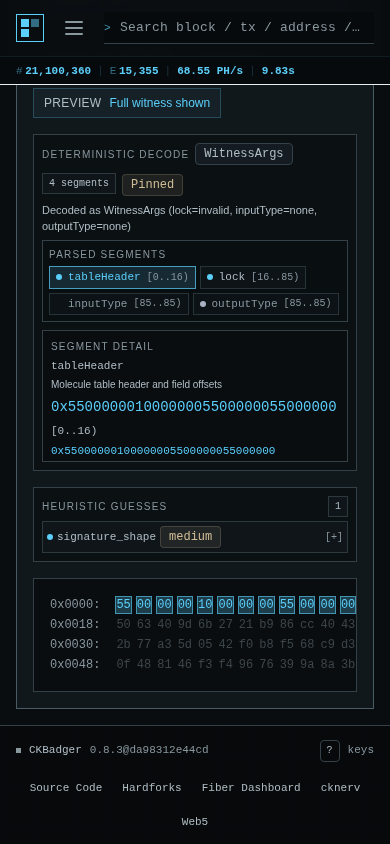 > Search block / tx / address /…
# 21,100,360 | E 15,355 | 68.55 PH/s | 9.83s
PREVIEW Full witness shown
DETERMINISTIC DECODE WitnessArgs
4 segments Pinned
Decoded as WitnessArgs (lock=invalid, inputType=none,
outputType=none)
PARSED SEGMENTS
tableHeader [0..16) lock [16..85)
inputType [85..85) outputType [85..85)
SEGMENT DETAIL
tableHeader
Molecule table header and field offsets
0x55000000100000005500000055000000
[0..16)
0x55000000100000005500000055000000
HEURISTIC GUESSES 1
signature_shape medium [+]
0x0000: 55 00 00 00 10 00 00 00 55 00 00 00
0x0018: 50 63 40 9d 6b 27 21 b9 86 cc 40 43
0x0030: 2b 77 a3 5d 05 42 f0 b8 f5 68 c9 d3
0x0048: 0f 48 81 46 f3 f4 96 76 39 9a 8a 3b
CKBadger 0.8.3@da98312e44cd ? keys
Source Code Hardforks Fiber Dashboard cknerv
Web5